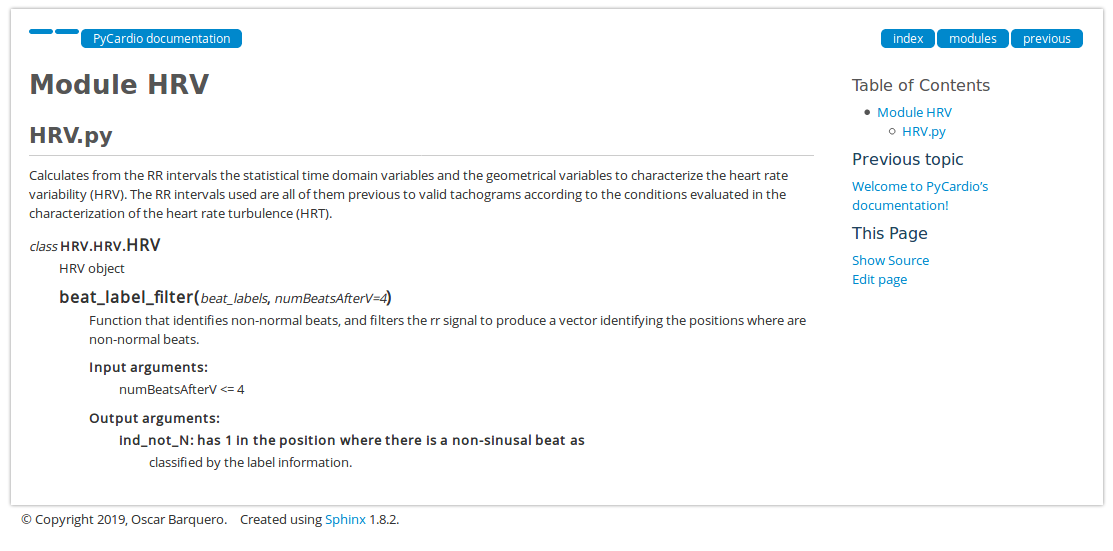 PyCardio documentation
index
modules
previous
Module HRV
HRV.py
Calculates from the RR intervals the statistical time domain variables and the geometrical variables to characterize the heart rate
variability (HRV). The RR intervals used are all of them previous to valid tachograms according to the conditions evaluated in the
characterization of the heart rate turbulence (HRT).
class HRV.HRV.HRV
HRV object
beat_label_filter(beat_labels, numBeatsAfterV=4)
Function that identifies non-normal beats, and filters the rr signal to produce a vector identifying the positions where are
non-normal beats.
Input arguments:
numBeatsAfterV <= 4
Output arguments:
ind_not_N: has 1 in the position where there is a non-sinusal beat as
classified by the label information.
Table of Contents
Module HRV
HRV.py
Previous topic
Welcome to PyCardio's
documentation!
This Page
Show Source
Edit page
© Copyright 2019, Oscar Barquero. Created using Sphinx 1.8.2.